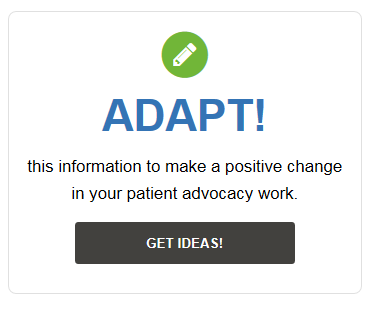 ADAPT!
this information to make a positive change
in your patient advocacy work.
GET IDEAS!